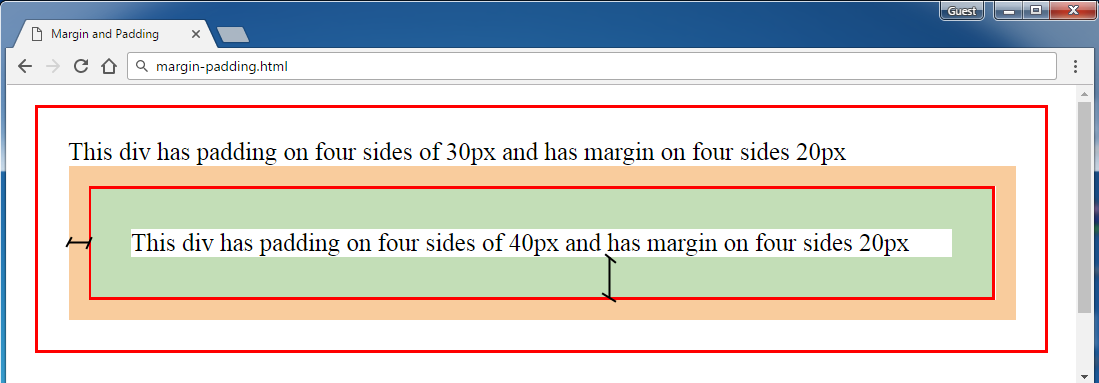 Guest
Margin and Padding
margin-padding.html
This div has padding on four sides of 30px and has margin on four sides 20px
This div has padding on four sides of 40px and has margin on four sides 20px